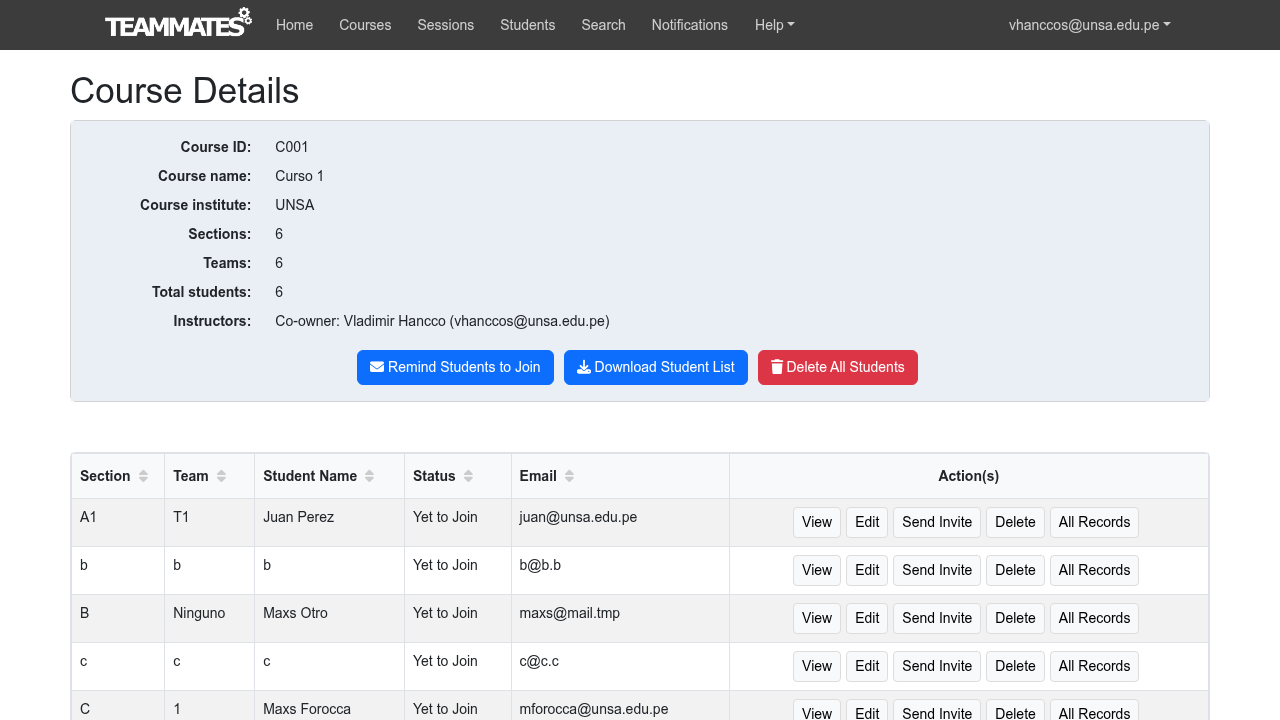 TEAMMATES Home Courses Sessions Students Search Notifications Help vhanccos@unsa.edu.pe
Course Details
Course ID: C001
Course name: Curso 1
Course institute: UNSA
Sections: 6
Teams: 6
Total students: 6
Instructors: Co-owner: Vladimir Hancco (vhanccos@unsa.edu.pe)
Remind Students to Join Download Student List Delete All Students
Section Team Student Name Status Email Action(s)
A1 T1 Juan Perez Yet to Join juan@unsa.edu.pe View Edit Send Invite Delete All Records
b b b Yet to Join b@b.b View Edit Send Invite Delete All Records
B Ninguno Maxs Otro Yet to Join maxs@mail.tmp View Edit Send Invite Delete All Records
c c c Yet to Join c@c.c View Edit Send Invite Delete All Records
C 1 Maxs Forocca Yet to Join mforocca@unsa.edu.pe View Edit Send Invite Delete All Records